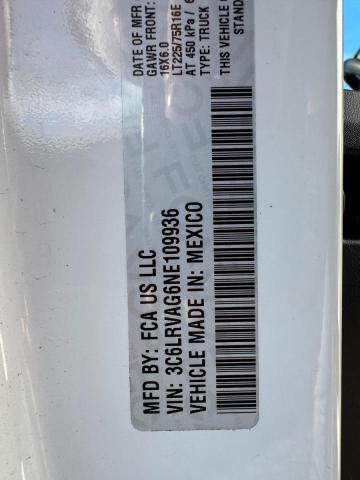 DATE OF MFR
GAWR FRONT:
16X6.0
LT225/75R16E
AT 450 kPa / 6
TYPE: TRUCK
THIS VEHICLE
STAND
MFD BY: FCA US LLC
VIN: 3C6LRVAG6NE109936
VEHICLE MADE IN: MEXICO